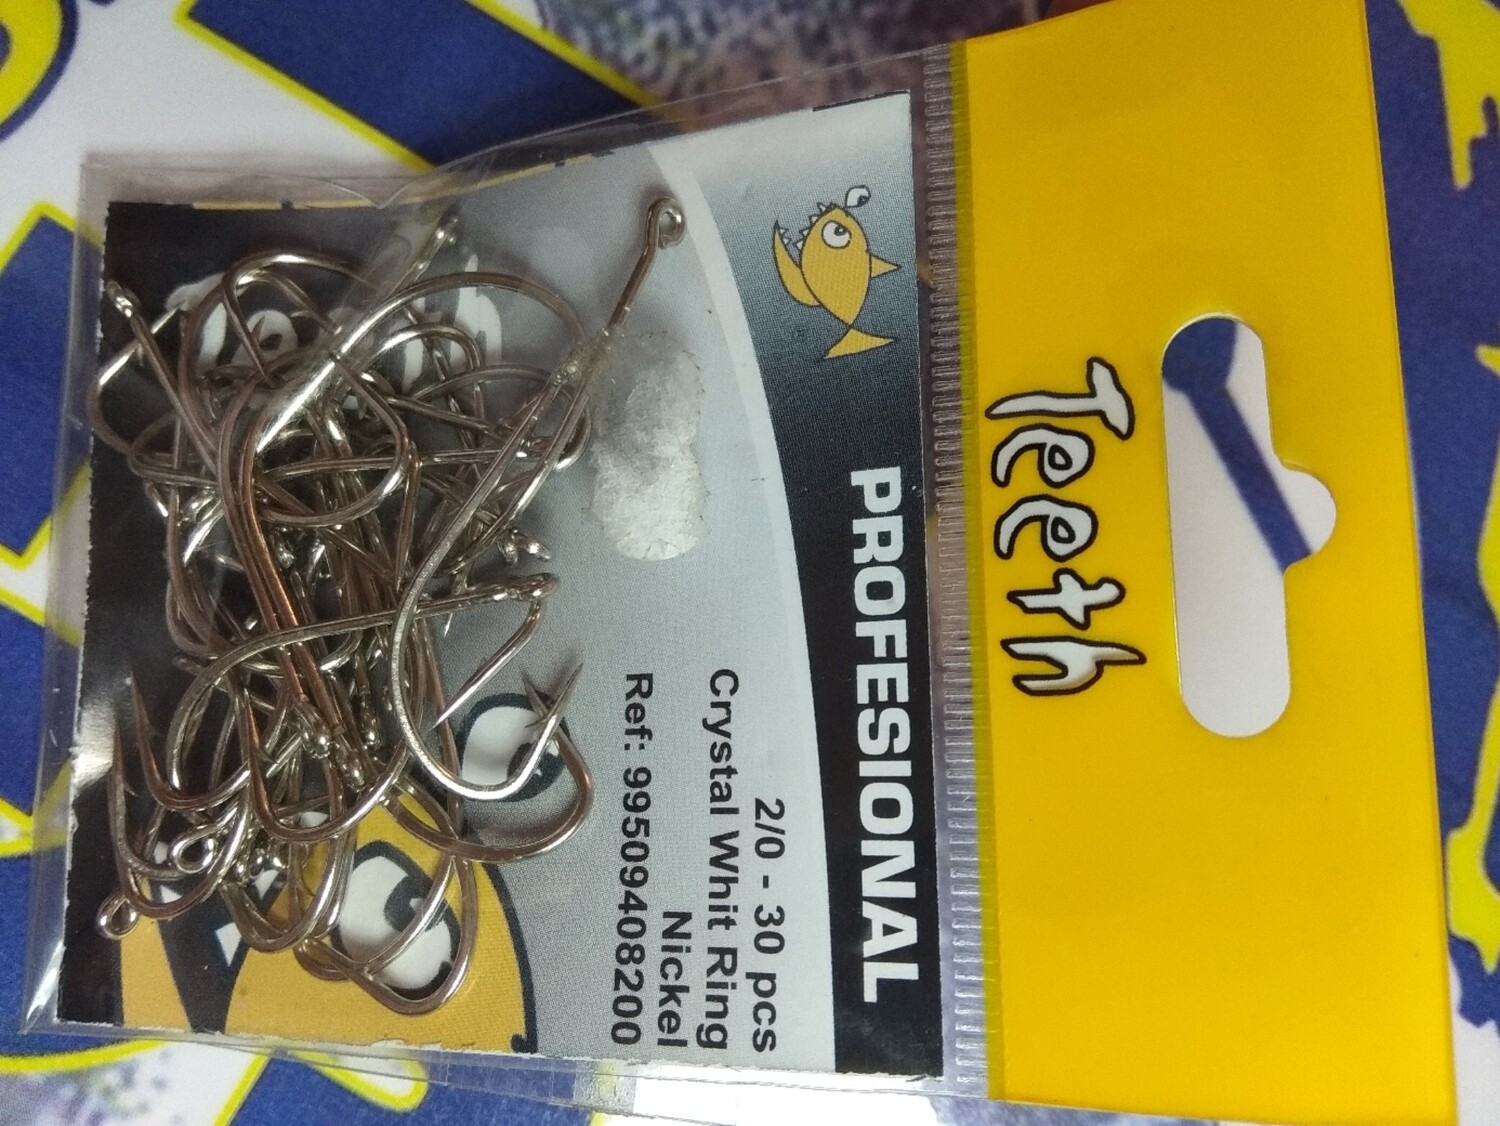 Teeth
PROFESIONAL
2/0 - 30 pcs
Crystal Whit Ring
Nickel
Ref: 99509408200